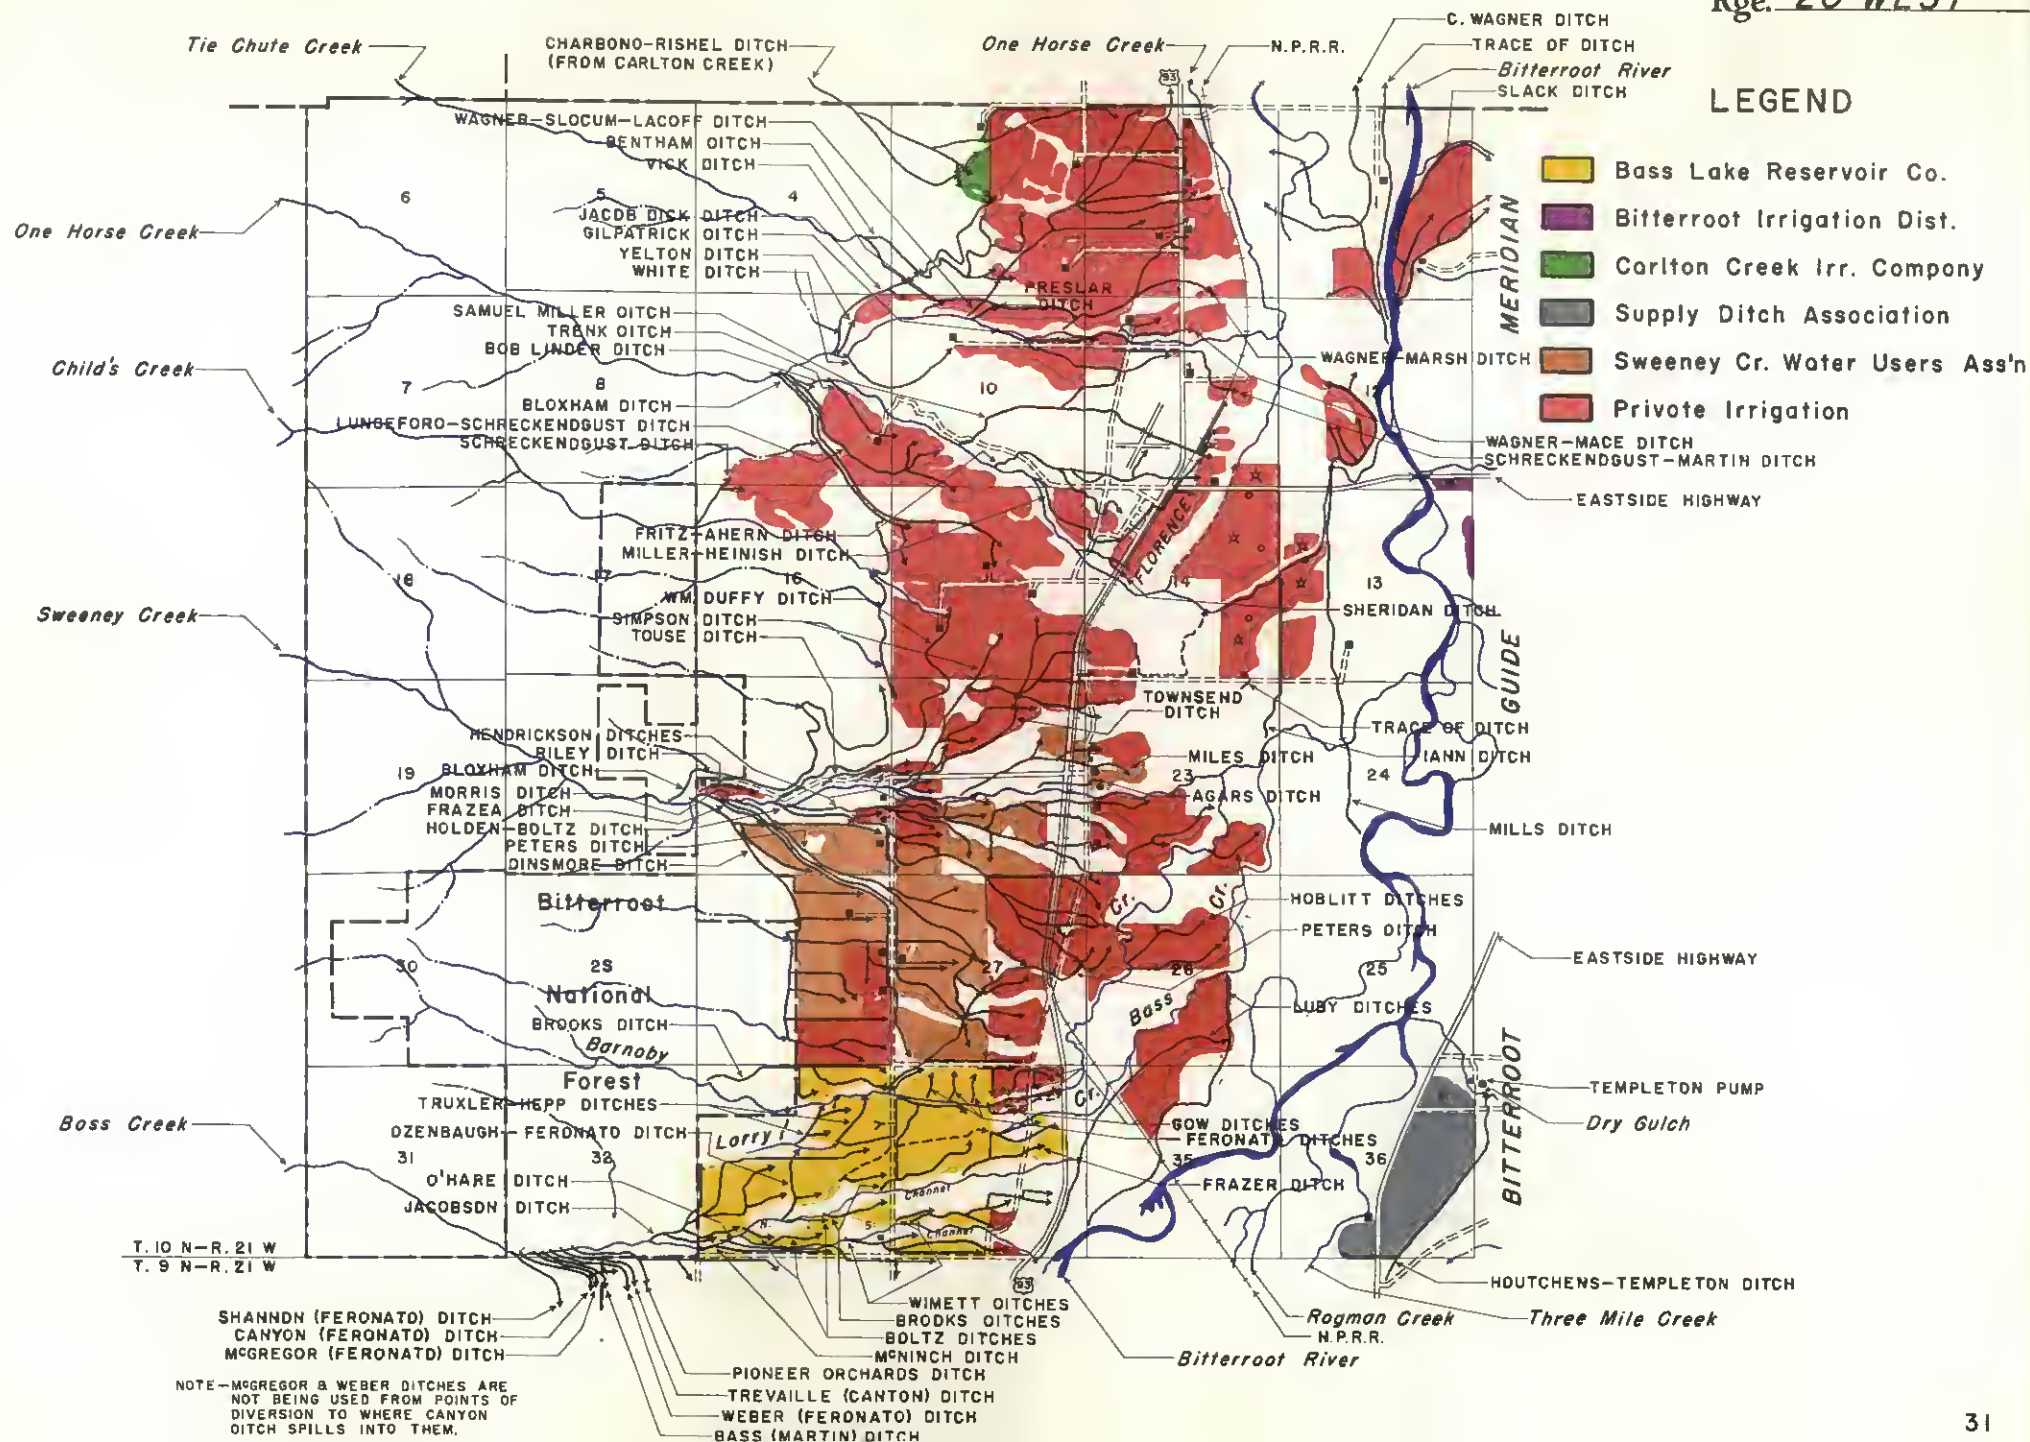 Rge. 20 WEST
C. WAGNER DITCH
TRACE OF DITCH
Bitterroot River
SLACK DITCH
Tie Chute Creek
CHARBONO-RISHEL DITCH
(FROM CARLTON CREEK)
One Horse Creek
N.P.R.R.
93
LEGEND
Bass Lake Reservoir Co.
Bitterroot Irrigation Dist.
Carlton Creek Irr. Company
Supply Ditch Association
Sweeney Cr. Water Users Ass'n
Private Irrigation
WAGNER-SLOCUM-LACOFF DITCH
BENTHAM DITCH
VICK DITCH
6
5
4
JACOB DICK DITCH
GILPATRICK DITCH
YELTON DITCH
WHITE DITCH
One Horse Creek
PRESLAR
DITCH
MERIDIAN
SAMUEL MILLER DITCH
TRENK DITCH
BOB LINDER DITCH
WAGNER-MARSH DITCH
Child's Creek
7
8
10
BLOXHAM DITCH
LUNGEFORD-SCHRECKENDGUST DITCH
SCHRECKENDGUST DITCH
WAGNER-MACE DITCH
SCHRECKENDGUST-MARTIN DITCH
EASTSIDE HIGHWAY
FLORENCE
FRITZ-AHERN DITCH
MILLER-HEINISH DITCH
18
17
16
14
13
WM. DUFFY DITCH
SIMPSON DITCH
TOUSE DITCH
SHERIDAN DITCH
Sweeney Creek
GUIDE
TOWNSEND
DITCH
TRACE OF DITCH
IANN DITCH
HENDRICKSON DITCHES
RILEY DITCH
BLOXHAM DITCH
MORRIS DITCH
FRAZEA DITCH
HOLDEN-BOLTZ DITCH
PETERS DITCH
DINSMORE DITCH
19
MILES DITCH
23
24
AGARS DITCH
MILLS DITCH
Bitterroot
National
Forest
Cr.
Cr.
HOBLITT DITCHES
PETERS DITCH
EASTSIDE HIGHWAY
30
29
27
26
25
Bass
LUBY DITCHES
BROOKS DITCH
Barnoby
TRUXLER-HEPP DITCHES
Cr.
BITTERROOT
TEMPLETON PUMP
Dry Gulch
Boss Creek
OZENBAUGH-FERONATO DITCH
Larry
GOW DITCHES
FERONATO DITCHES
31
32
35
36
O'HARE DITCH
JACOBSON DITCH
Channel
N.
S.
Channel
FRAZER DITCH
T. 10 N-R. 21 W
T. 9 N-R. 21 W
93
HOUTCHENS-TEMPLETON DITCH
Three Mile Creek
Rogman Creek
N.P.R.R.
Bitterroot River
SHANNON (FERONATO) DITCH
CANYON (FERONATO) DITCH
McGREGOR (FERONATO) DITCH
WIMETT DITCHES
BROOKS DITCHES
BOLTZ DITCHES
McNINCH DITCH
PIONEER ORCHARDS DITCH
TREVAILLE (CANTON) DITCH
WEBER (FERONATO) DITCH
BASS (MARTIN) DITCH
NOTE-McGREGOR & WEBER DITCHES ARE
NOT BEING USED FROM POINTS OF
DIVERSION TO WHERE CANYON
DITCH SPILLS INTO THEM.
31